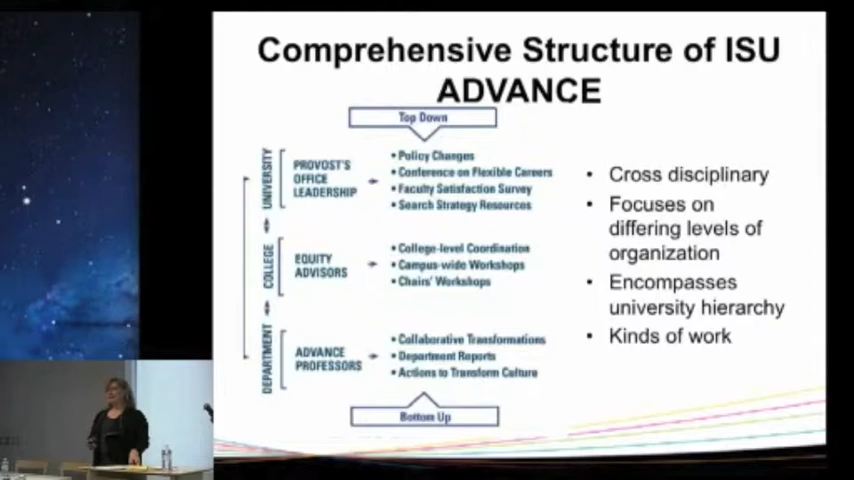 Comprehensive Structure of ISU
ADVANCE
Top Down
UNIVERSITY
PROVOST'S
OFFICE
LEADERSHIP
• Policy Changes
• Conference on Flexible Careers
• Faculty Satisfaction Survey
• Search Strategy Resources
COLLEGE
EQUITY
ADVISORS
• College-level Coordination
• Campus-wide Workshops
• Chairs' Workshops
DEPARTMENT
ADVANCE
PROFESSORS
• Collaborative Transformations
• Department Reports
• Actions to Transform Culture
Bottom Up
• Cross disciplinary
• Focuses on
differing levels of
organization
• Encompasses
university hierarchy
• Kinds of work